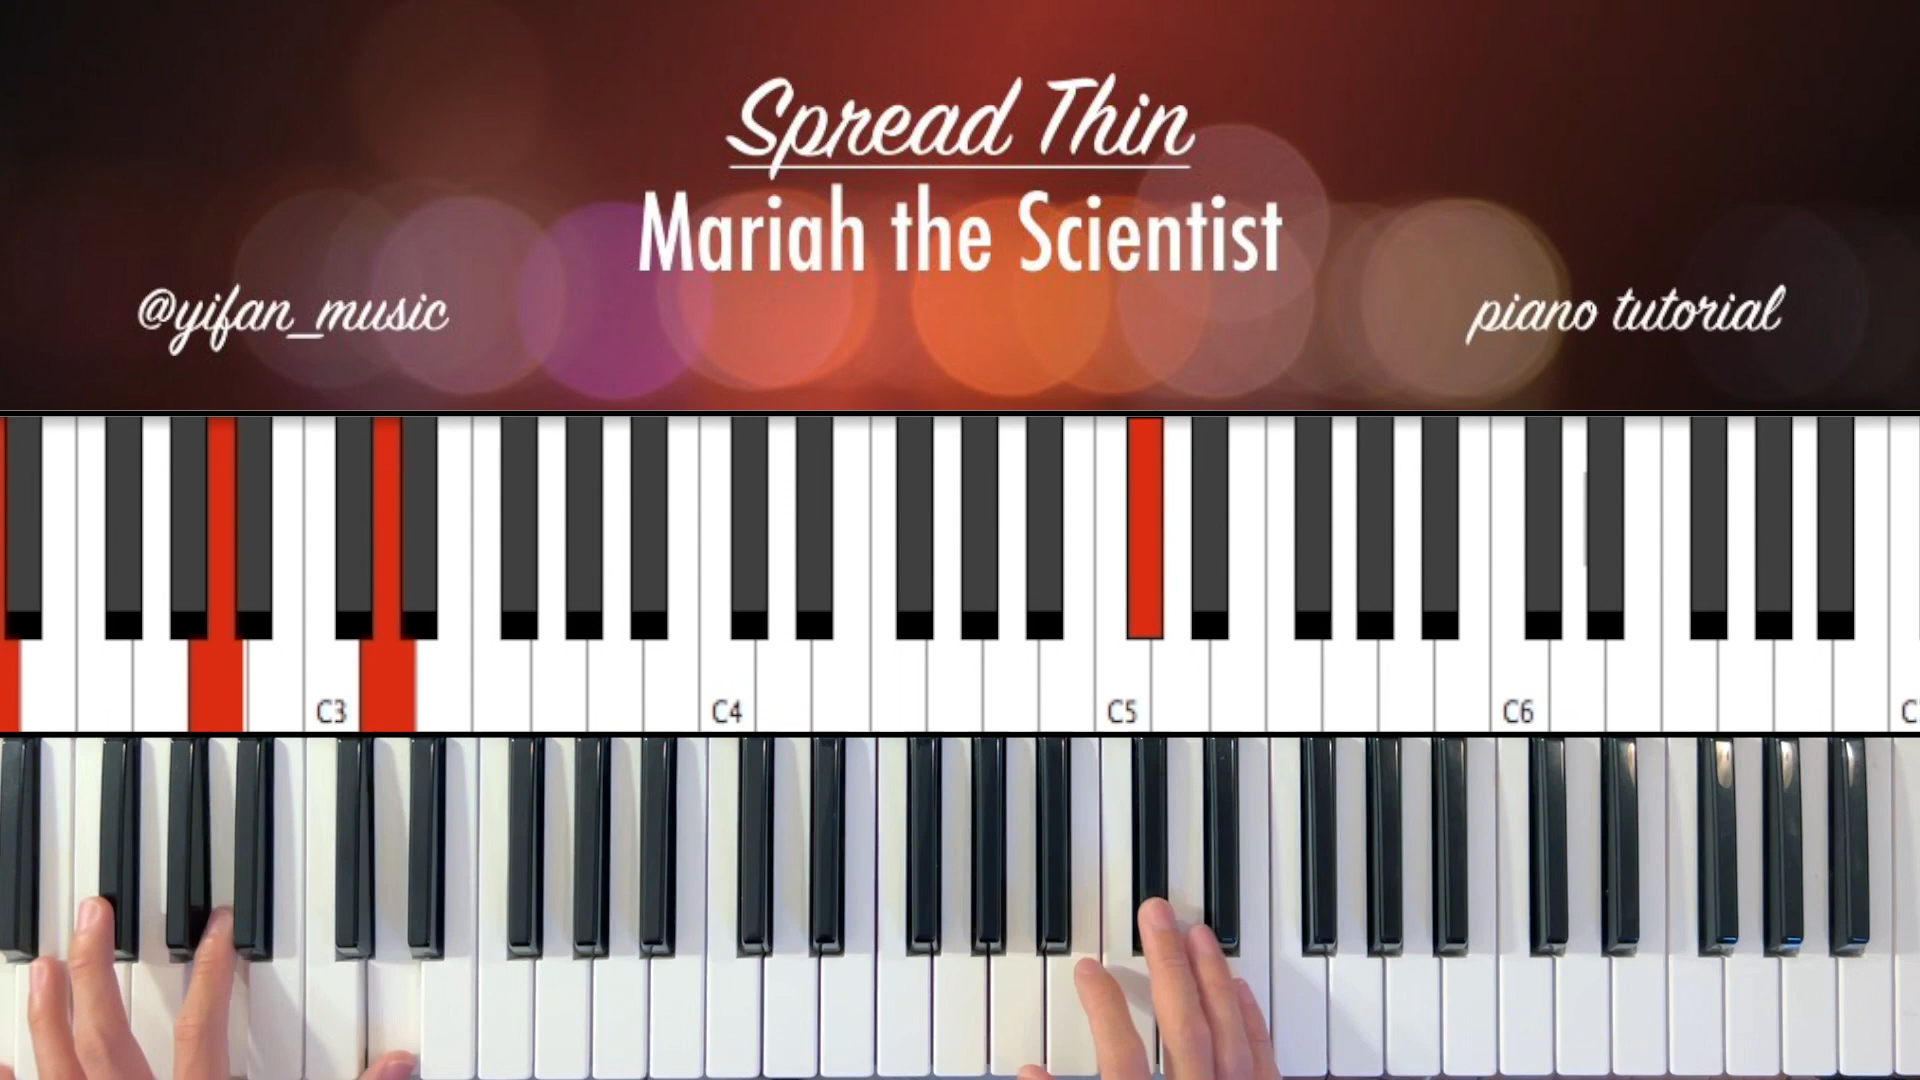 Spread Thin
Mariah the Scientist
@yifan_music
piano tutorial
C3
C4
C5
C6
C